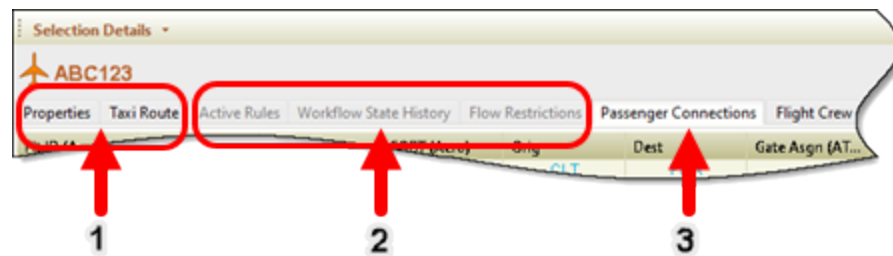 Selection Details
ABC123
Properties Taxi Route Active Rules Workflow State History Flow Restrictions Passenger Connections Flight Crew
Orig Dest Gate Asgn (AT...
CLT
1 2 3